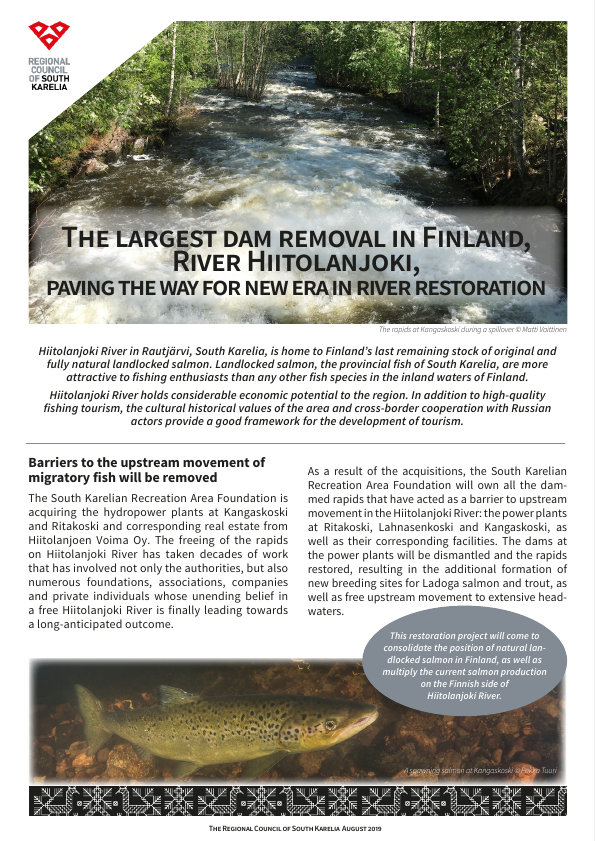 REGIONAL
COUNCIL
OF SOUTH
KARELIA
The largest dam removal in Finland,
River Hiitolanjoki,
paving the way for new era in river restoration
The rapids at Kangaskoski during a spillover © Matti Vaittinen
Hiitolanjoki River in Rautjärvi, South Karelia, is home to Finland's last remaining stock of original and
fully natural landlocked salmon. Landlocked salmon, the provincial fish of South Karelia, are more
attractive to fishing enthusiasts than any other fish species in the inland waters of Finland.
Hiitolanjoki River holds considerable economic potential to the region. In addition to high-quality
fishing tourism, the cultural historical values of the area and cross-border cooperation with Russian
actors provide a good framework for the development of tourism.
Barriers to the upstream movement of
migratory fish will be removed
The South Karelian Recreation Area Foundation is
acquiring the hydropower plants at Kangaskoski
and Ritakoski and corresponding real estate from
Hiitolanjoen Voima Oy. The freeing of the rapids
on Hiitolanjoki River has taken decades of work
that has involved not only the authorities, but also
numerous foundations, associations, companies
and private individuals whose unending belief in
a free Hiitolanjoki River is finally leading towards
a long-anticipated outcome.
As a result of the acquisitions, the South Karelian
Recreation Area Foundation will own all the dam-
med rapids that have acted as a barrier to upstream
movement in the Hiitolanjoki River: the power plants
at Ritakoski, Lahnasenkoski and Kangaskoski, as
well as their corresponding facilities. The dams at
the power plants will be dismantled and the rapids
restored, resulting in the additional formation of
new breeding sites for Ladoga salmon and trout, as
well as free upstream movement to extensive head-
waters.
This restoration project will come to
consolidate the position of natural lan-
dlocked salmon in Finland, as well as
multiply the current salmon production
on the Finnish side of
Hiitolanjoki River.
A spawning salmon at Kangaskoski © Pekka Tuuri
The Regional Council of South Karelia August 2019